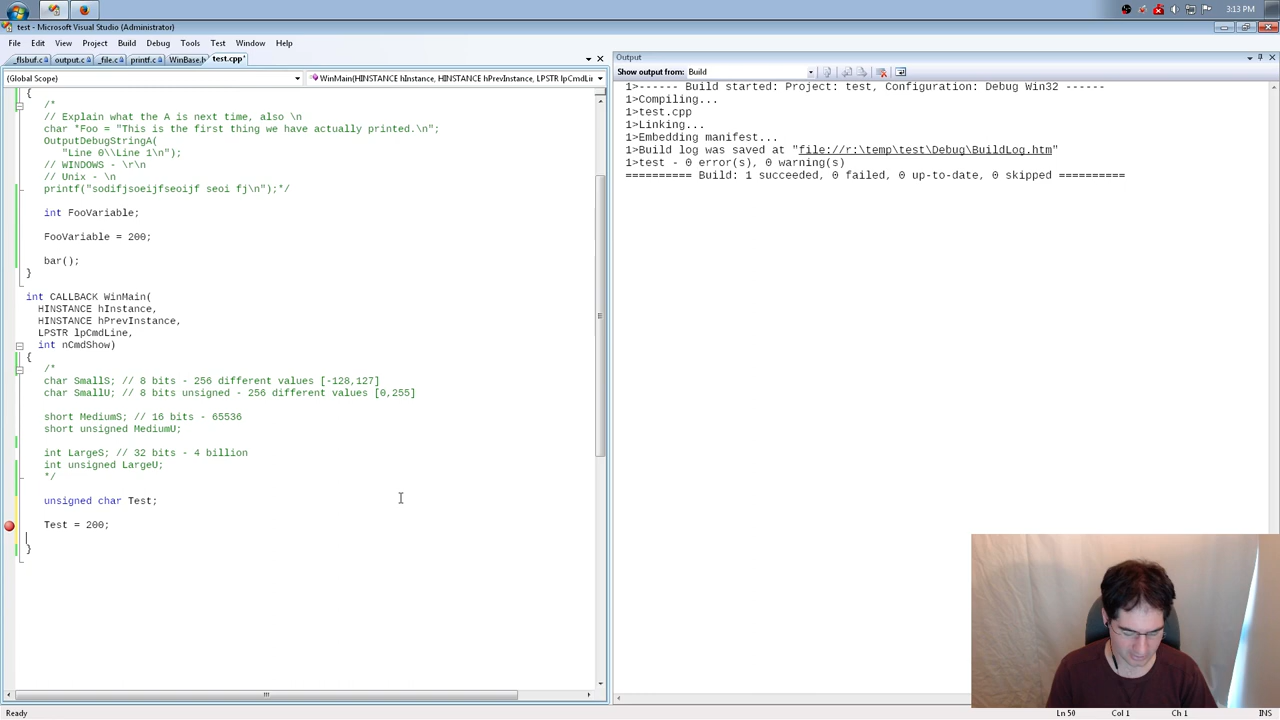 3:13 PM
test - Microsoft Visual Studio (Administrator)
File Edit View Project Build Debug Tools Test Window Help
_flsbuf.c output.c _file.c printf.c WinBase.h test.cpp*
Output
(Global Scope) WinMain(HINSTANCE hInstance, HINSTANCE hPrevInstance, LPSTR lpCmdLin
Show output from: Build
{
/*
// Explain what the A is next time, also \n
char *Foo = "This is the first thing we have actually printed.\n";
OutputDebugStringA(
"Line 0\\Line 1\n");
// WINDOWS - \r\n
// Unix - \n
printf("sodifjsoeijfseoijf seoi fj\n");*/
int FooVariable;
FooVariable = 200;
bar();
}
int CALLBACK WinMain(
HINSTANCE hInstance,
HINSTANCE hPrevInstance,
LPSTR lpCmdLine,
int nCmdShow)
{
/*
char SmallS; // 8 bits - 256 different values [-128,127]
char SmallU; // 8 bits unsigned - 256 different values [0,255]
short MediumS; // 16 bits - 65536
short unsigned MediumU;
int LargeS; // 32 bits - 4 billion
int unsigned LargeU;
*/
unsigned char Test;
Test = 200;
}
1>------ Build started: Project: test, Configuration: Debug Win32 ------
1>Compiling...
1>test.cpp
1>Linking...
1>Embedding manifest...
1>Build log was saved at "file://r:\temp\test\Debug\BuildLog.htm"
1>test - 0 error(s), 0 warning(s)
========== Build: 1 succeeded, 0 failed, 0 up-to-date, 0 skipped ==========
Ready
Ln 50 Col 1 Ch 1 INS